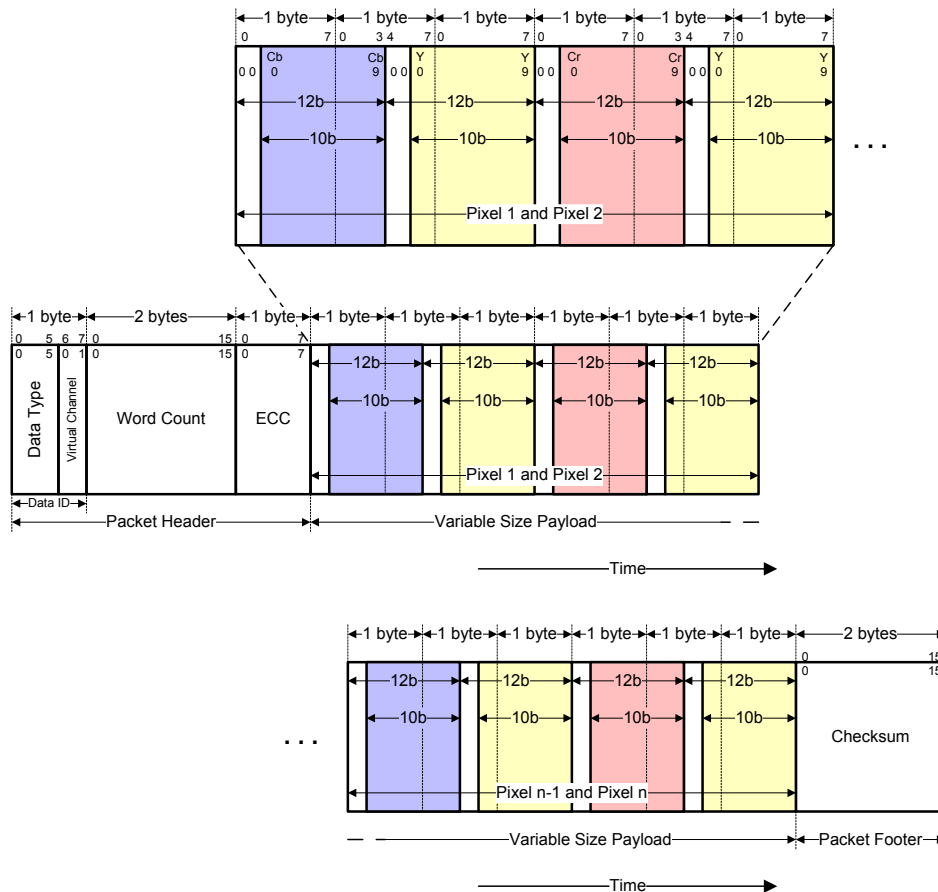 1 byte 1 byte 1 byte 1 byte 1 byte 1 byte
0 7 0 3 4 7 0 7 0 7 0 3 4 7 0 7
Cb Cb Y Y Cr Cr Y Y
0 0 0 9 0 0 0 9 0 0 0 9 0 0 0 9
12b 12b 12b 12b
10b 10b 10b 10b
. . .
Pixel 1 and Pixel 2
1 byte 2 bytes 1 byte 1 byte 1 byte 1 byte 1 byte 1 byte 1 byte
0 5 6 7 0 15 0 7
0 5 0 1 0 15 0 7
12b 12b 12b 12b
Data Type Virtual Channel Word Count ECC 10b 10b 10b 10b
Pixel 1 and Pixel 2
Data ID
Packet Header Variable Size Payload
Time
1 byte 1 byte 1 byte 1 byte 1 byte 1 byte 2 bytes
0 15
0 15
12b 12b 12b 12b
10b 10b 10b 10b
. . . Checksum
Pixel n-1 and Pixel n
Variable Size Payload Packet Footer
Time